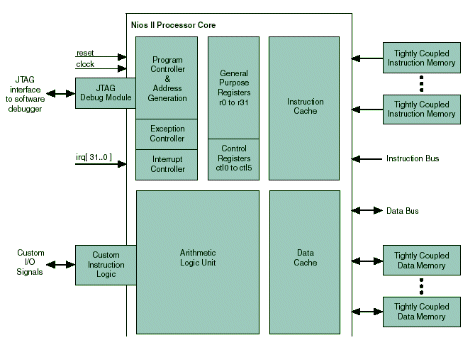 Nios II Processor Core
reset
clock
JTAG
interface
to software
debugger
JTAG
Debug Module
Program
Controller
&
Address
Generation
Exception
Controller
Interrupt
Controller
irq[ 31..0 ]
General
Purpose
Registers
r0 to r31
Control
Registers
ctl0 to ctl5
Instruction
Cache
Tightly Coupled
Instruction Memory
Tightly Coupled
Instruction Memory
Instruction Bus
Data Bus
Custom
I/O
Signals
Custom
Instruction
Logic
Arithmetic
Logic Unit
Data
Cache
Tightly Coupled
Data Memory
Tightly Coupled
Data Memory